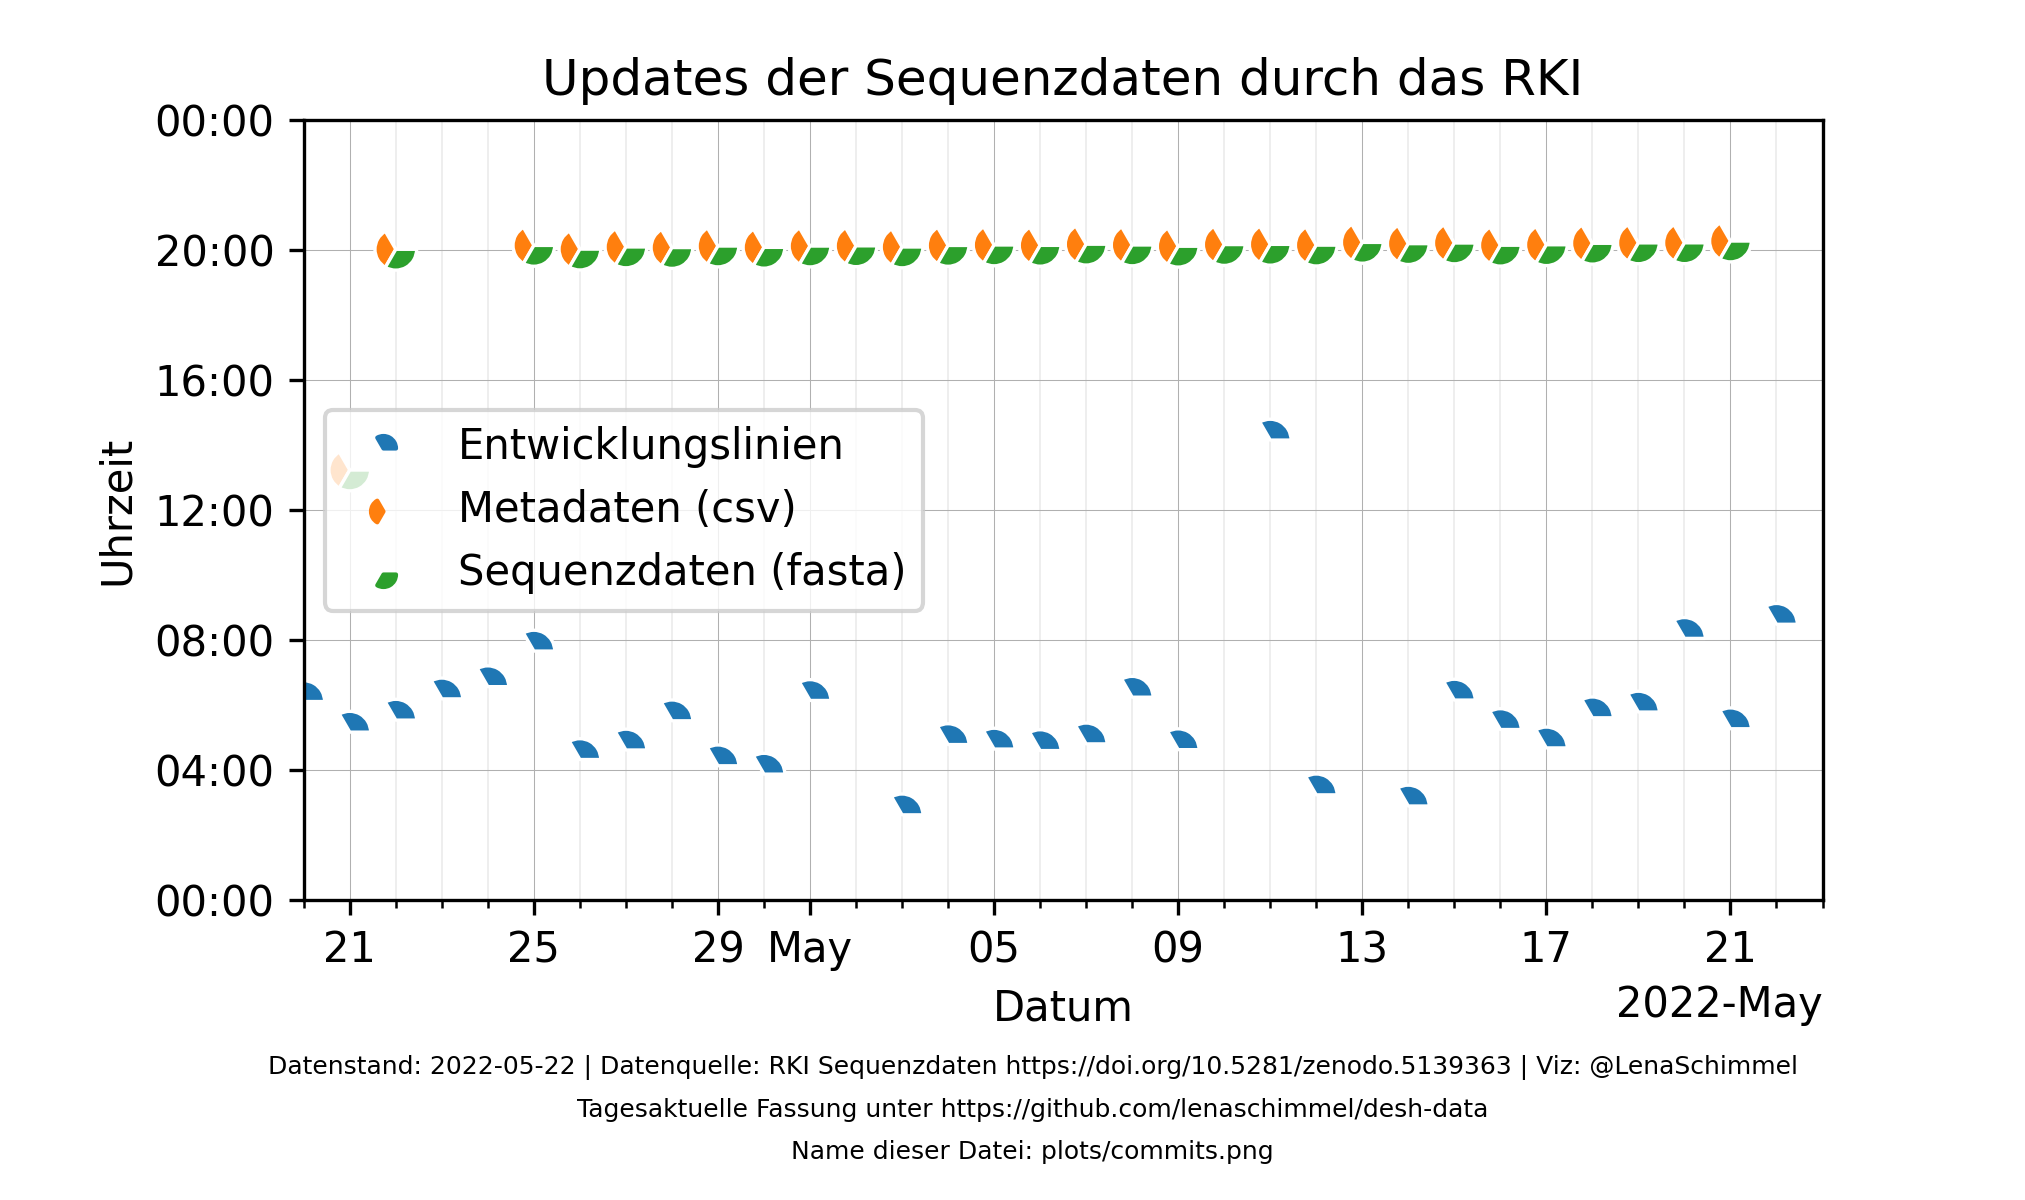 Updates der Sequenzdaten durch das RKI
00:00
20:00
16:00
12:00
08:00
04:00
00:00
Uhrzeit
Entwicklungslinien
Metadaten (csv)
Sequenzdaten (fasta)
21 25 29 May 05 09 13 17 21
Datum
2022-May
Datenstand: 2022-05-22 | Datenquelle: RKI Sequenzdaten https://doi.org/10.5281/zenodo.5139363 | Viz: @LenaSchimmel
Tagesaktuelle Fassung unter https://github.com/lenaschimmel/desh-data
Name dieser Datei: plots/commits.png